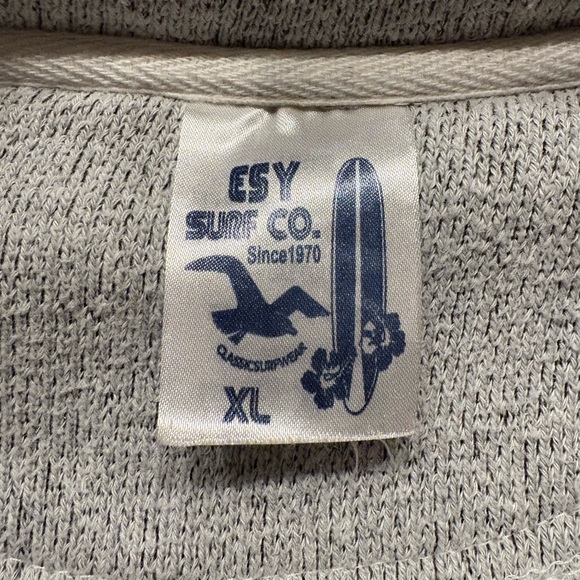 ESY
SURF CO.
Since1970
CLASSICSURFWEAR
XL